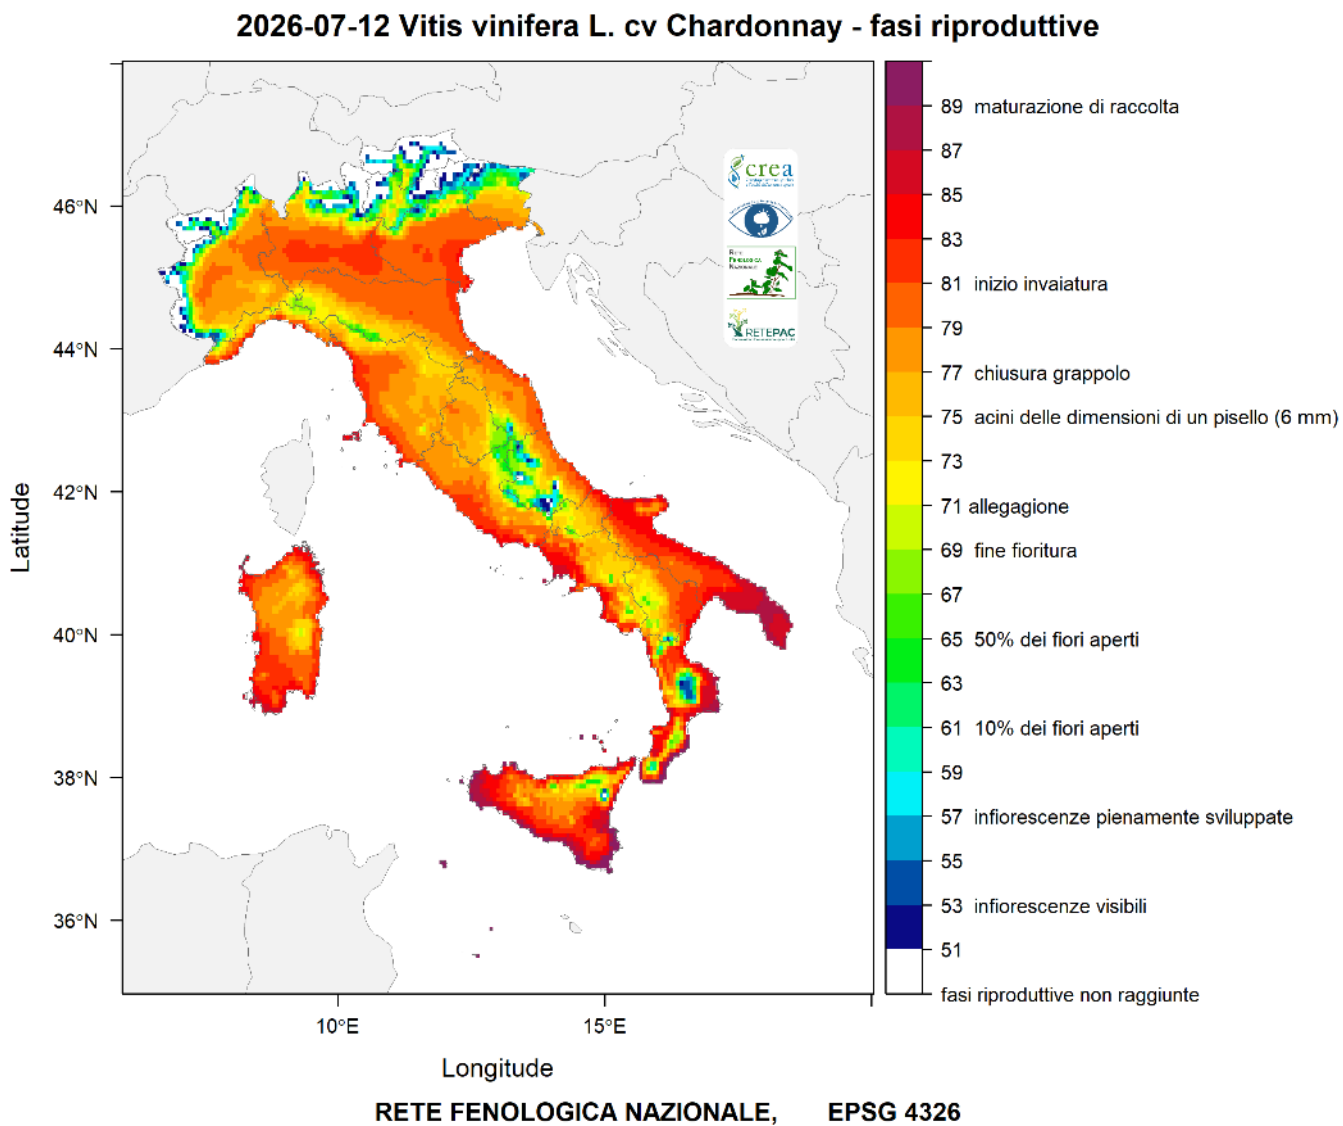 2026-07-12 Vitis vinifera L. cv Chardonnay - fasi riproduttive
89 maturazione di raccolta
87
85
83
81 inizio invaiatura
79
77 chiusura grappolo
75 acini delle dimensioni di un pisello (6 mm)
73
71 allegagione
69 fine fioritura
67
65 50% dei fiori aperti
63
61 10% dei fiori aperti
59
57 infiorescenze pienamente sviluppate
55
53 infiorescenze visibili
51
fasi riproduttive non raggiunte
crea
RETE
FENOLOGICA
NAZIONALE
RETEPAC
46°N
44°N
42°N
40°N
38°N
36°N
Latitude
10°E
15°E
Longitude
RETE FENOLOGICA NAZIONALE, EPSG 4326